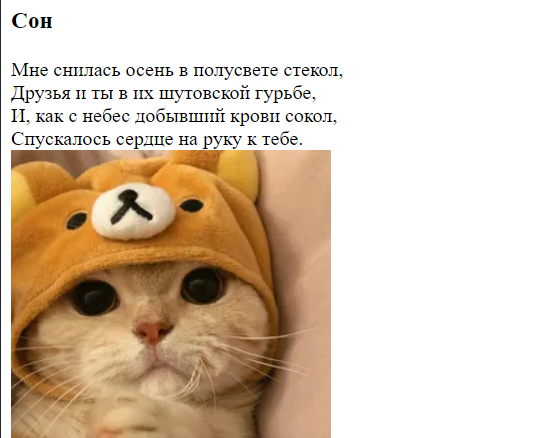 Сон
Мне снилась осень в полусвете стекол,
Друзья и ты в их шутовской гурьбе,
И, как с небес добывший крови сокол,
Спускалось сердце на руку к тебе.